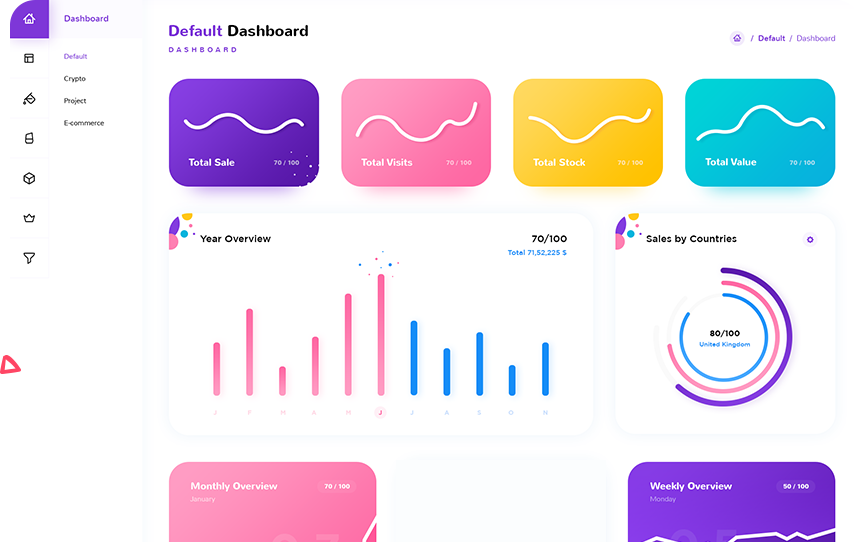 Dashboard
Default
Crypto
Project
E-commerce
Default Dashboard
DASHBOARD
/ Default / Dashboard
Total Sale 70 / 100
Total Visits 70 / 100
Total Stock 70 / 100
Total Value 70 / 100
Year Overview 70/100
Total 71,52,225 $
J F M A M J J A S O N
Sales by Countries
80/100
United Kingdom
Monthly Overview 70 / 100
January
Weekly Overview 50 / 100
Monday